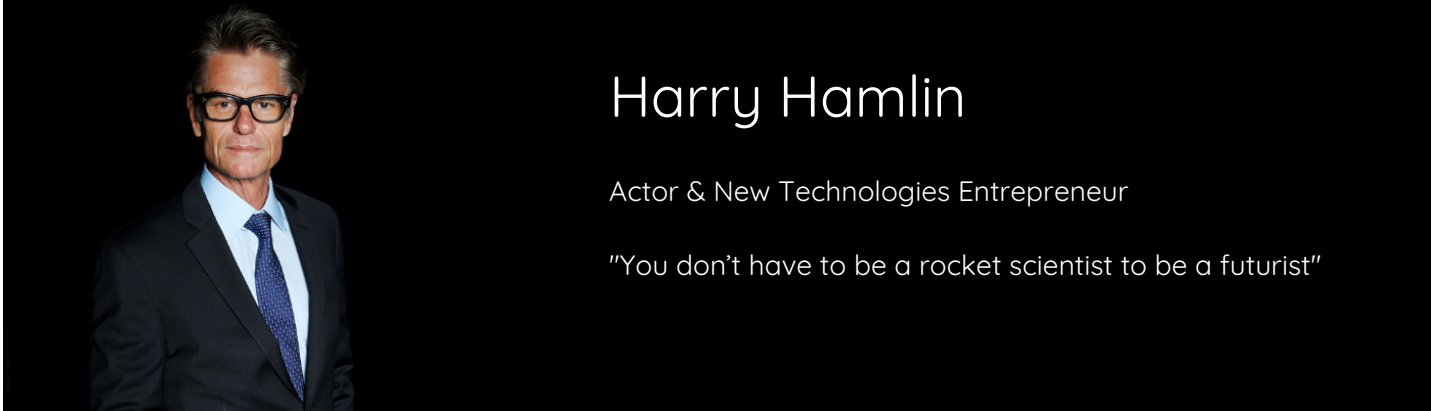 Harry Hamlin
Actor & New Technologies Entrepreneur
"You don’t have to be a rocket scientist to be a futurist"